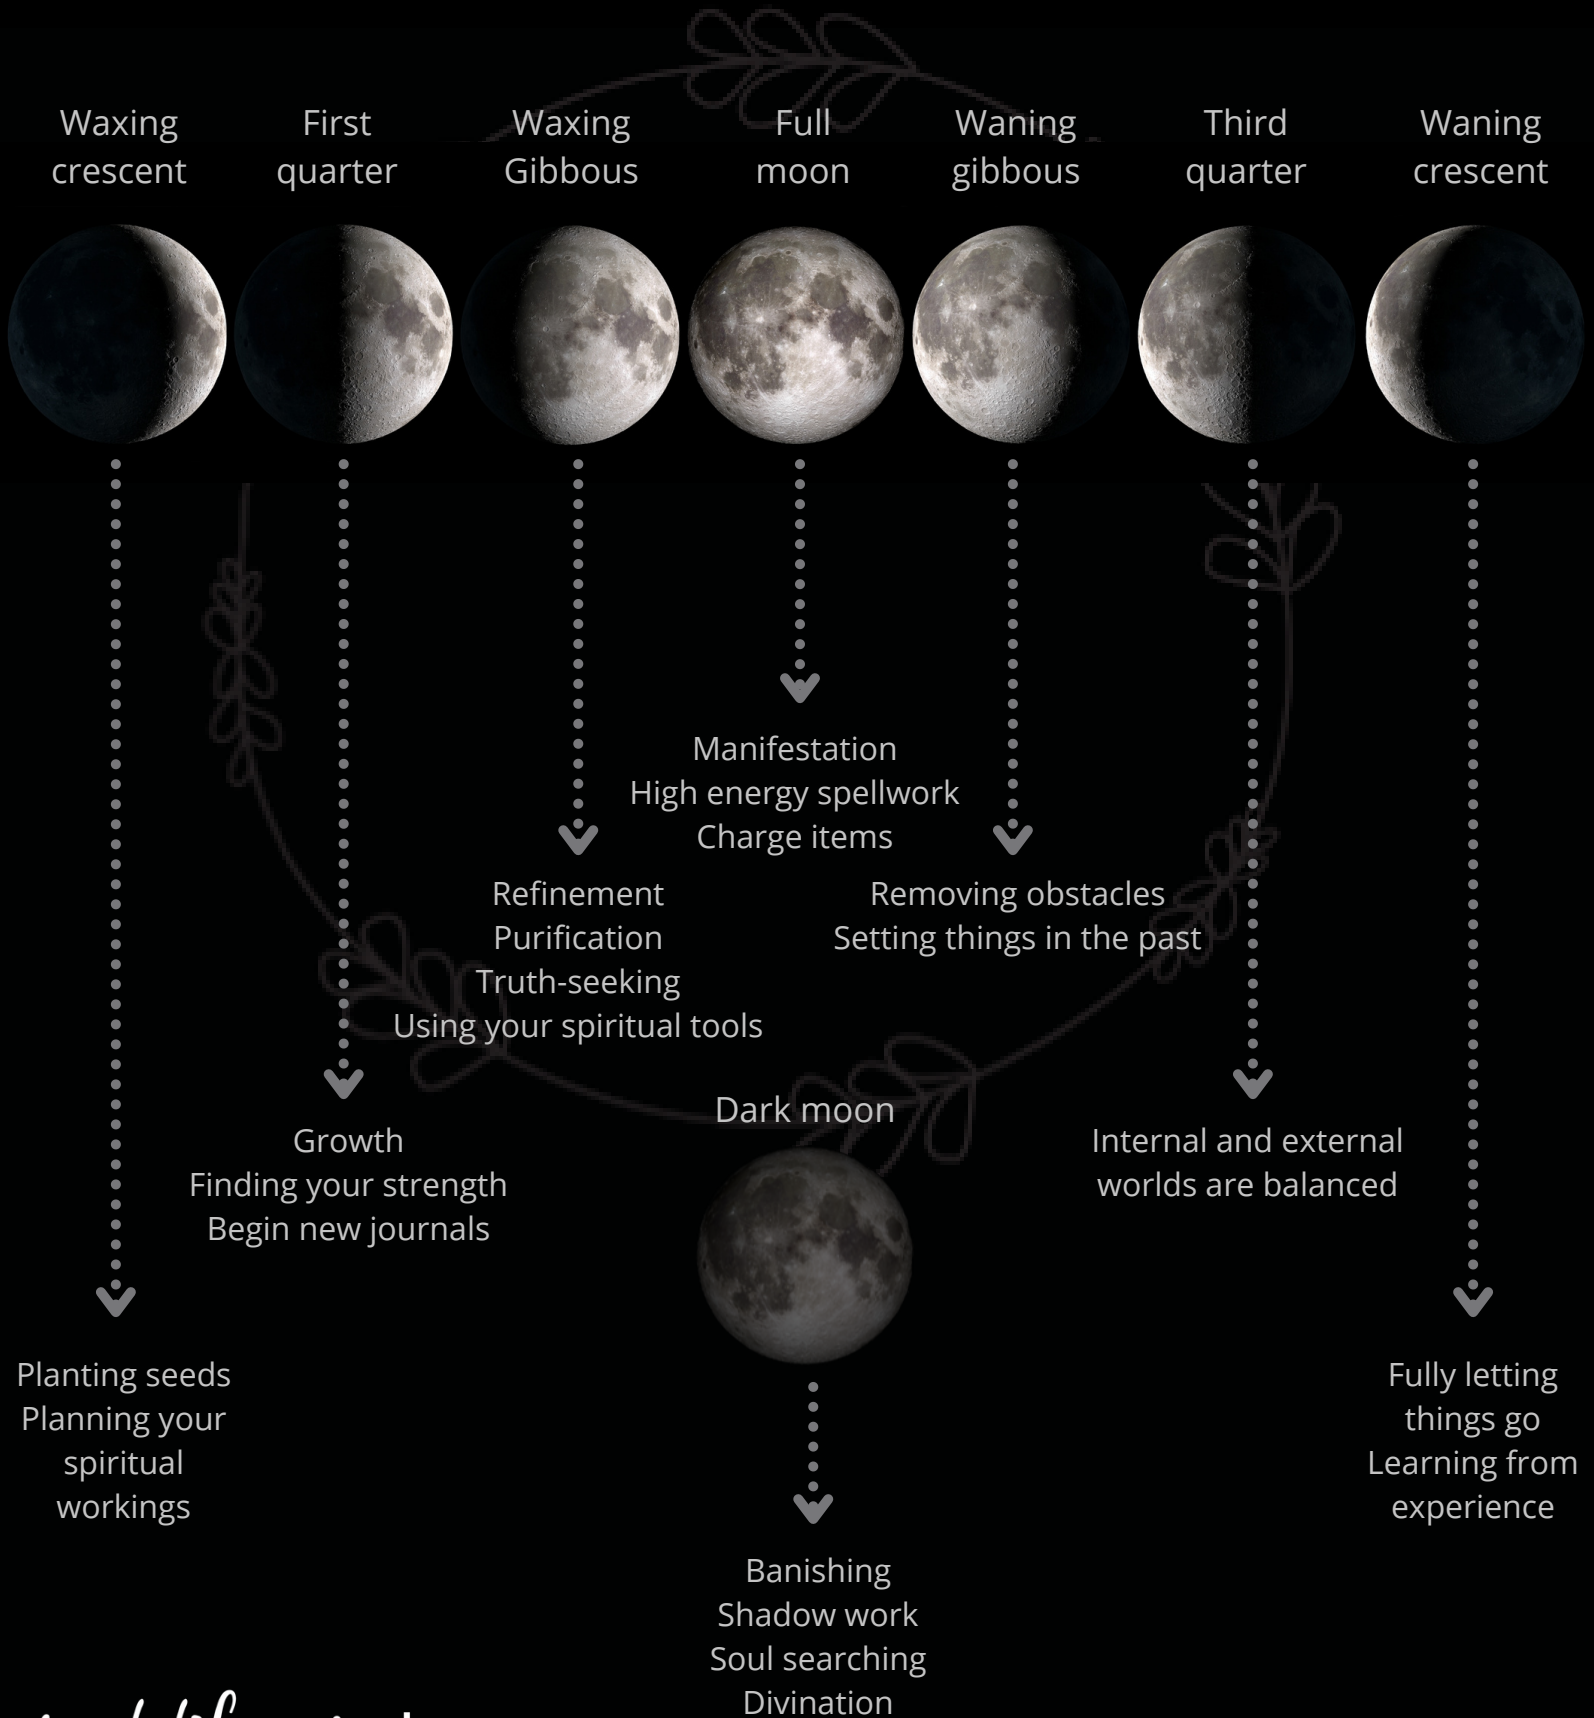 Waxing
crescent
First
quarter
Waxing
Gibbous
Full
moon
Waning
gibbous
Third
quarter
Waning
crescent
Manifestation
High energy spellwork
Charge items
Refinement
Purification
Truth-seeking
Using your spiritual tools
Removing obstacles
Setting things in the past
Dark moon
Growth
Finding your strength
Begin new journals
Internal and external
worlds are balanced
Planting seeds
Planning your
spiritual
workings
Fully letting
things go
Learning from
experience
Banishing
Shadow work
Soul searching
Divination